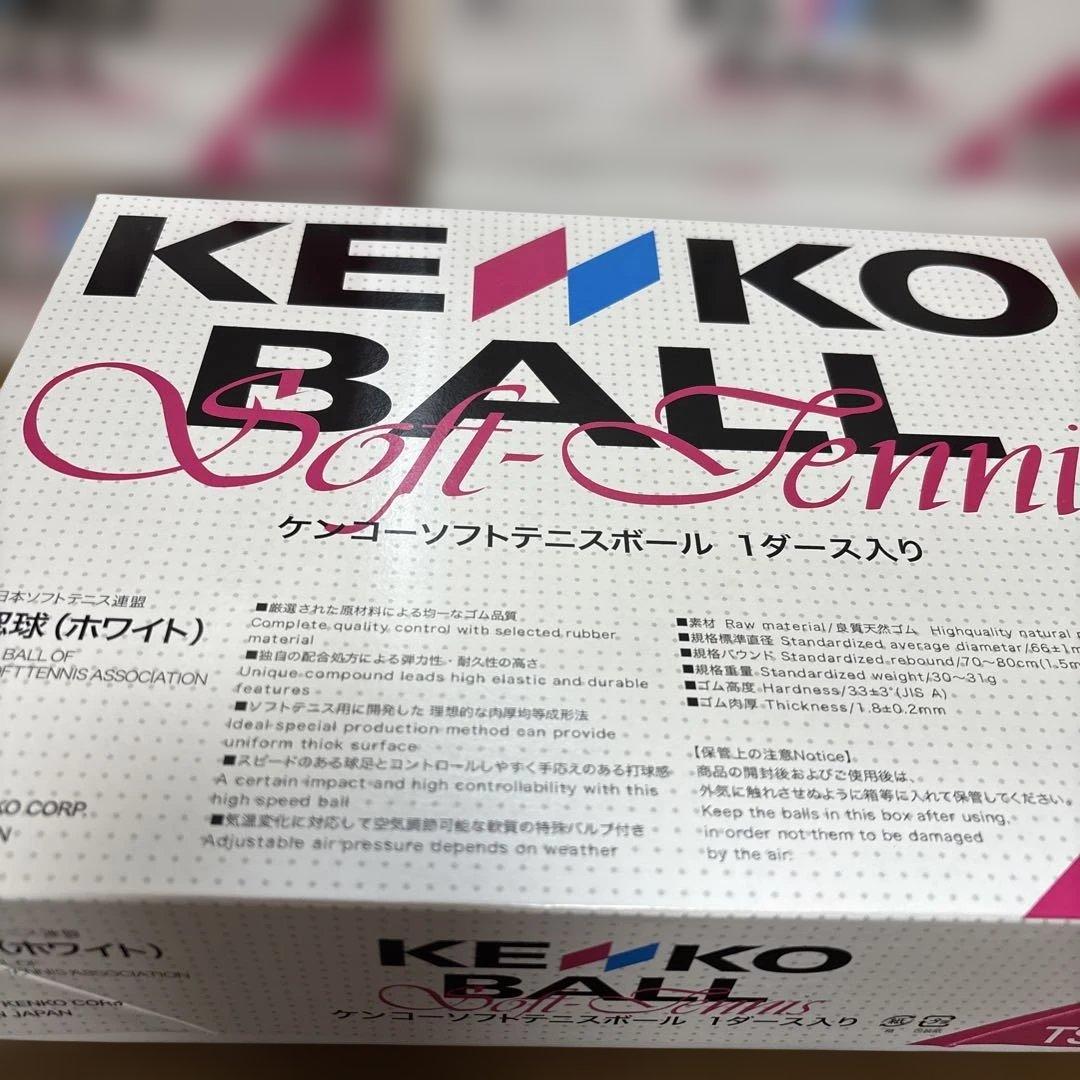 KENKO
BALL
Soft-Tenni
ケンコーソフトテニスボール 1ダース入り
日本ソフトテニス連盟
球(ホワイト)
BALL OF
OFTTENNIS ASSOCIATION
KO CORP.
N
■厳選された原材料による均一なゴム品質
Complete quality control with selected rubber
material
■独自の配合処方による弾力性・耐久性の高さ
Unique compound leads high elastic and durable
features
■ソフトテニス用に開発した 理想的な肉厚均等成形法
Ideal special production method can provide
uniform thick surface
■スピードのある球足とコントロールしやすく手応えのある打球感
A certain impact and high controllability with this
high speed ball
■気温変化に対応して空気調節可能な軟質の特殊バルブ付き
Adjustable air pressure depends on weather
■素材 Raw material/良質天然ゴム Highquality natural
■規格標準直径 Standardized average diametar/66±1m
■規格バウンド Standardized rebound/70〜80cm(1.5m
■規格重量 Standardized weight/30〜31g
■ゴム高度 Hardness/33±3°(JIS A)
■ゴム肉厚 Thickness/1.8±0.2mm
【保管上の注意Notice】
商品の開封後およびご使用後は、
外気に触れさせぬように箱等に入れて保管してください。
Keep the balls in this box after using,
in order not them to be damaged
by the air.
(ホワイト)
OF
TENNIS ASSOCIATION
KENKO CORP
N JAPAN
KENKO
BALL
Soft-Tennis
ケンコーソフトテニスボール 1ダース入り
紙
箱
プラ
包装紙
TS